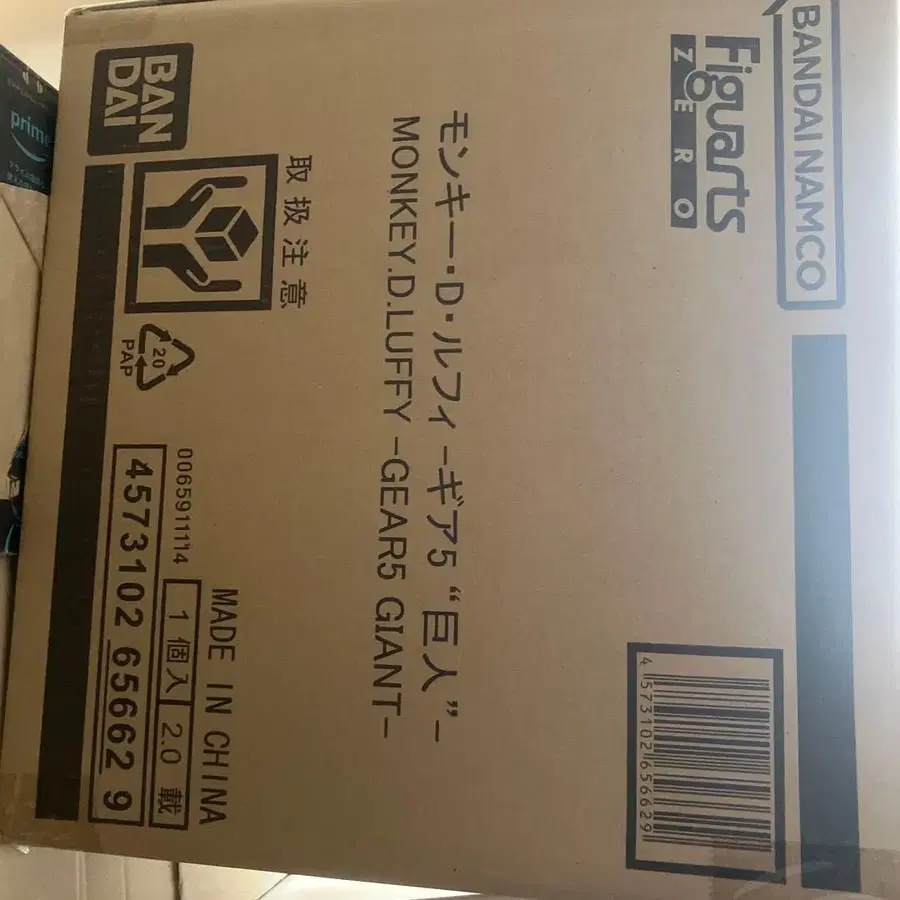 BANDAI NAMCO
Figuarts
ZERO
モンキー・D・ルフィ -ギア5 “巨人”-
MONKEY.D.LUFFY -GEAR5 GIANT-
4 573102 656629
取扱注意
BAN
DAI
20
PAP
0065911114
4573102 65662 9
MADE IN CHINA
1個入 2.0 載
prime